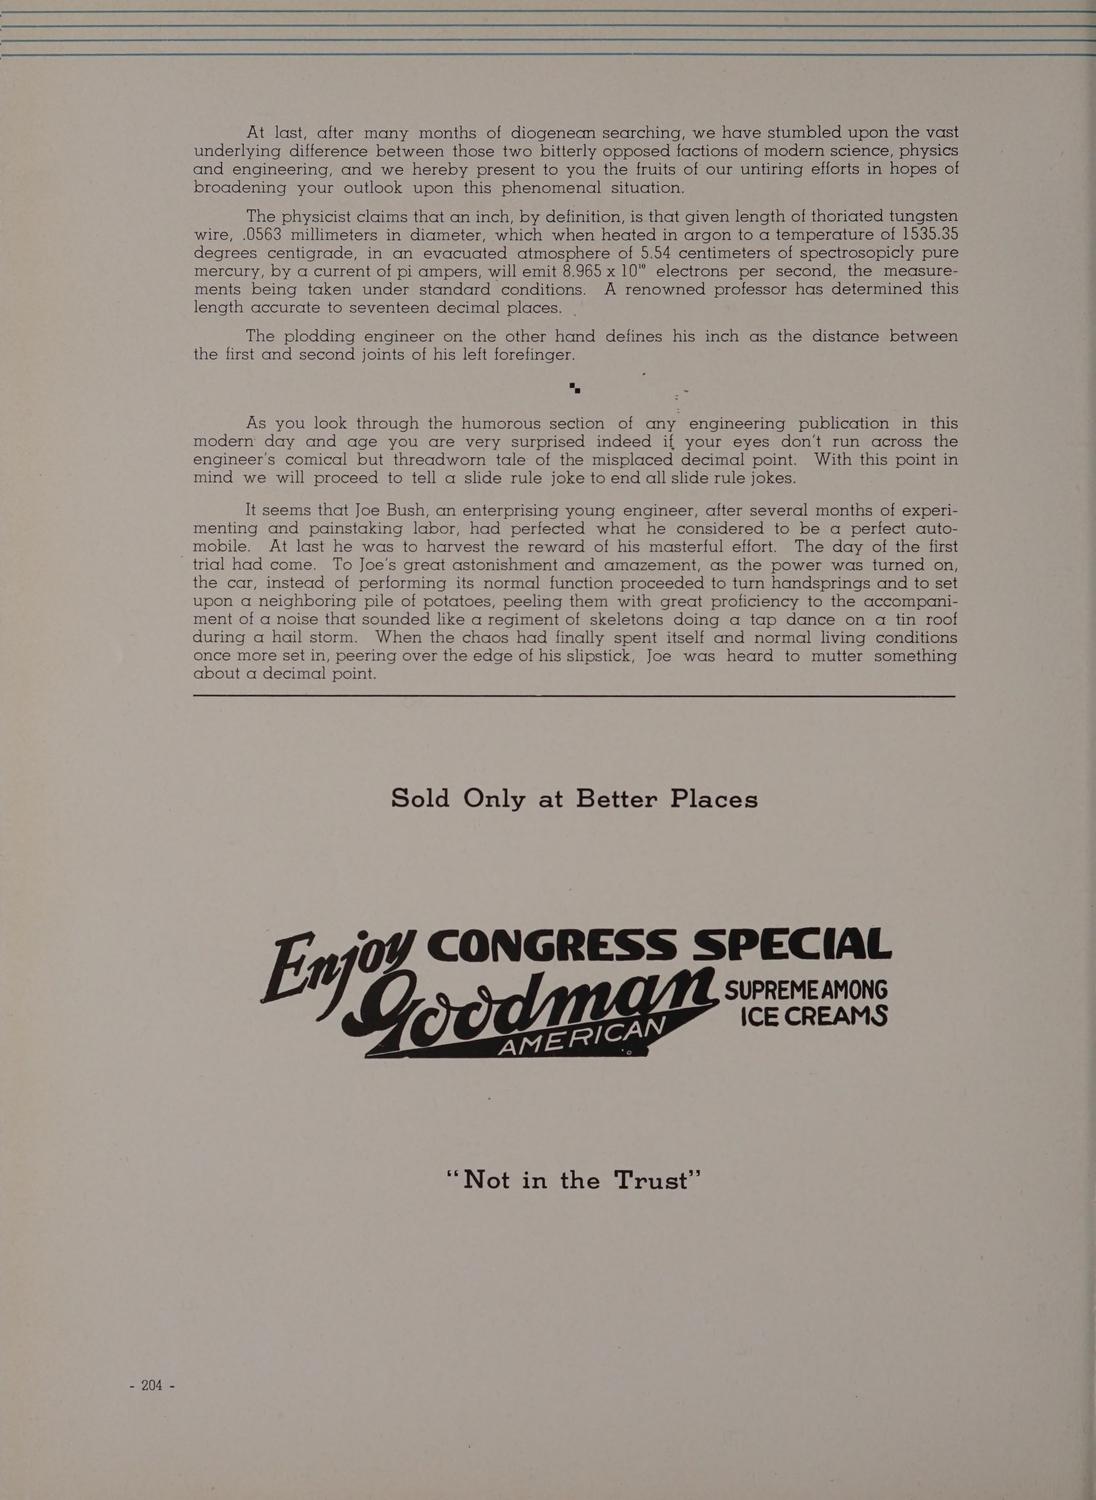 At last, after many months of diogenean searching, we have stumbled upon the vast
underlying difference between those two bitterly opposed factions of modern science, physics
and engineering, and we hereby present to you the fruits of our untiring efforts in hopes of
broadening your outlook upon this phenomenal situation.
The physicist claims that an inch, by definition, is that given length of thoriated tungsten
wire, .0563 millimeters in diameter, which when heated in argon to a temperature of 1535.35
degrees centigrade, in an evacuated atmosphere of 5.54 centimeters of spectrosopicly pure
mercury, by a current of pi ampers, will emit 8.965 x 10¹⁰ electrons per second, the measure-
ments being taken under standard conditions. A renowned professor has determined this
length accurate to seventeen decimal places.
The plodding engineer on the other hand defines his inch as the distance between
the first and second joints of his left forefinger.
As you look through the humorous section of any engineering publication in this
modern day and age you are very surprised indeed if your eyes don't run across the
engineer's comical but threadworn tale of the misplaced decimal point. With this point in
mind we will proceed to tell a slide rule joke to end all slide rule jokes.
It seems that Joe Bush, an enterprising young engineer, after several months of experi-
menting and painstaking labor, had perfected what he considered to be a perfect auto-
mobile. At last he was to harvest the reward of his masterful effort. The day of the first
trial had come. To Joe's great astonishment and amazement, as the power was turned on,
the car, instead of performing its normal function proceeded to turn handsprings and to set
upon a neighboring pile of potatoes, peeling them with great proficiency to the accompani-
ment of a noise that sounded like a regiment of skeletons doing a tap dance on a tin roof
during a hail storm. When the chaos had finally spent itself and normal living conditions
once more set in, peering over the edge of his slipstick, Joe was heard to mutter something
about a decimal point.
Sold Only at Better Places
Enjoy CONGRESS SPECIAL
Goodman SUPREME AMONG
AMERICAN ICE CREAMS
"Not in the Trust"
- 204 -